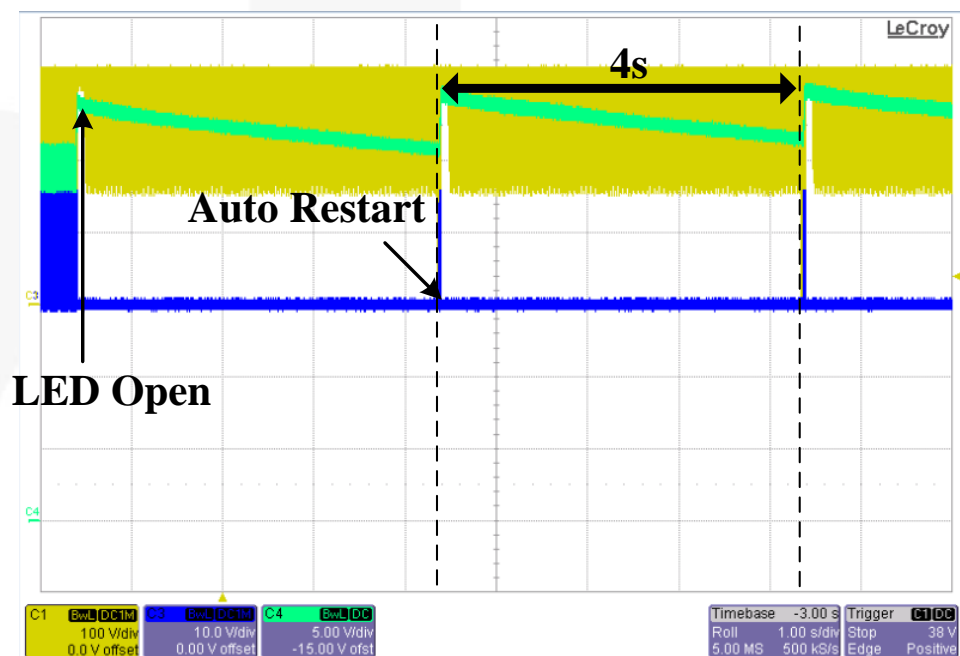 LeCroy
4s
Auto Restart
C3
LED Open
C4
C1 BwL DC1M
100 V/div
0.0 V offset
10.0 V/div
0.00 V offset
C4 BwL DC
5.00 V/div
-15.00 V ofst
Timebase -3.00 s
Roll 1.00 s/div
5.00 MS 500 kS/s
Trigger C1 DC
Stop 38 V
Edge Positive